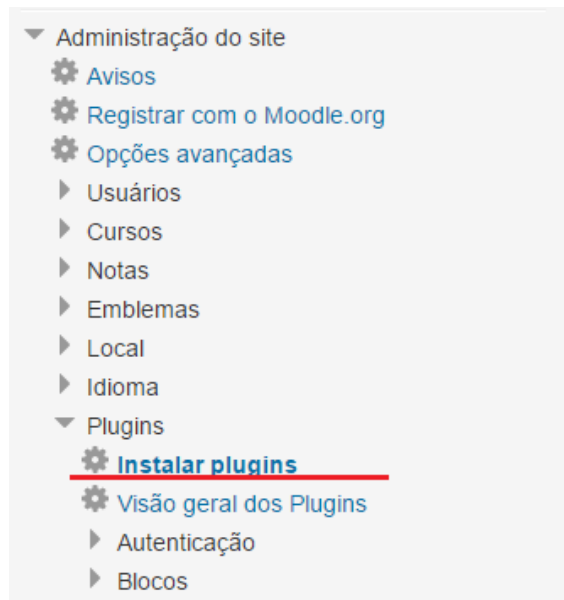 Administração do site
Avisos
Registrar com o Moodle.org
Opções avançadas
Usuários
Cursos
Notas
Emblemas
Local
Idioma
Plugins
Instalar plugins
Visão geral dos Plugins
Autenticação
Blocos